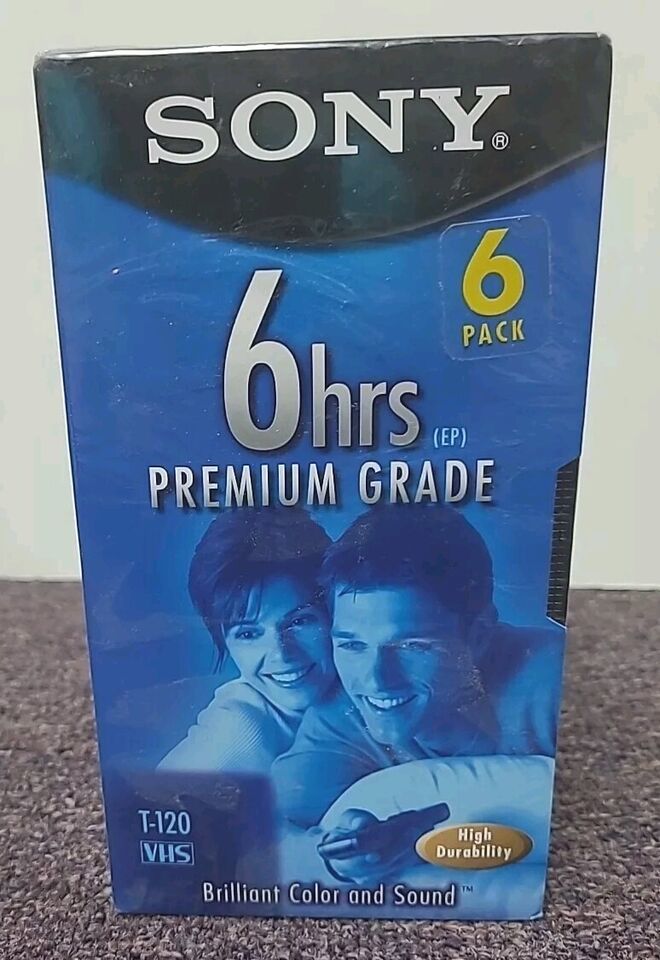 SONY®
6
PACK
6hrs (EP)
PREMIUM GRADE
T-120
VHS
High
Durability
Brilliant Color and Sound™